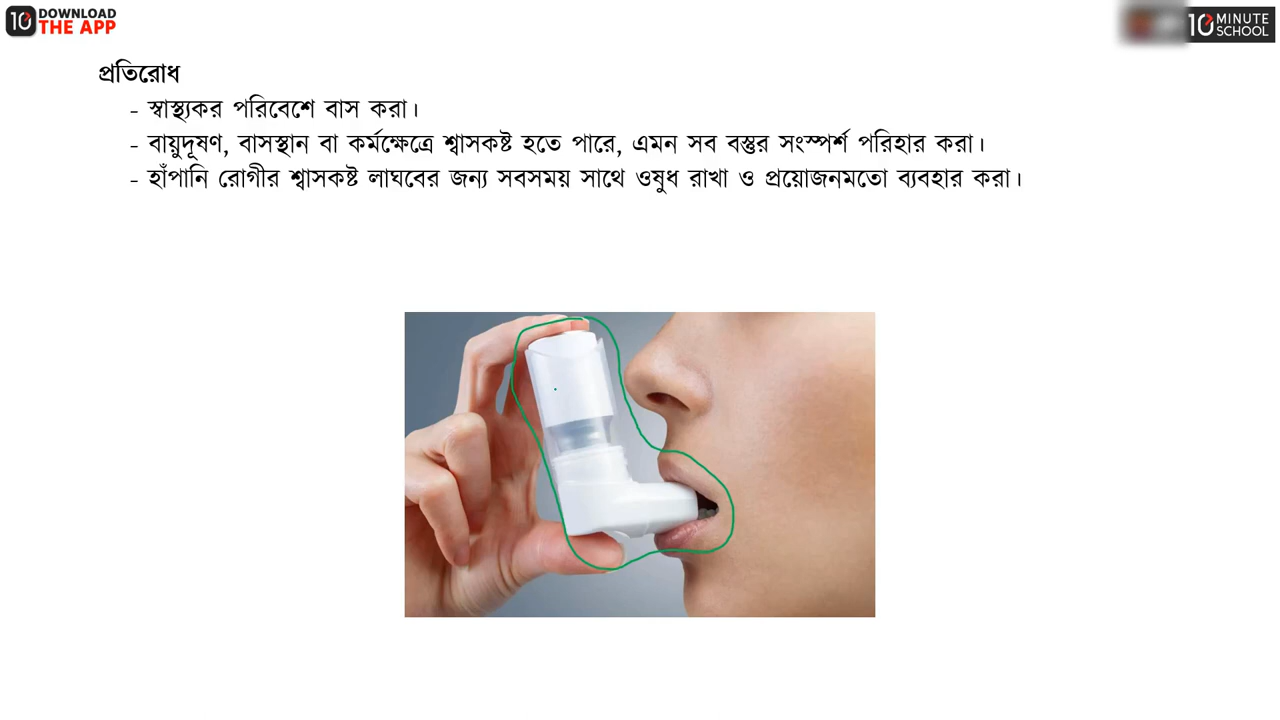 10 DOWNLOAD
THE APP
10 MINUTE
SCHOOL
প্রতিরোধ
- স্বাস্থ্যকর পরিবেশে বাস করা।
- বায়ুদূষণ, বাসস্থান বা কর্মক্ষেত্রে শ্বাসকষ্ট হতে পারে, এমন সব বস্তুর সংস্পর্শ পরিহার করা।
- হাঁপানি রোগীর শ্বাসকষ্ট লাঘবের জন্য সবসময় সাথে ওষুধ রাখা ও প্রয়োজনমতো ব্যবহার করা।